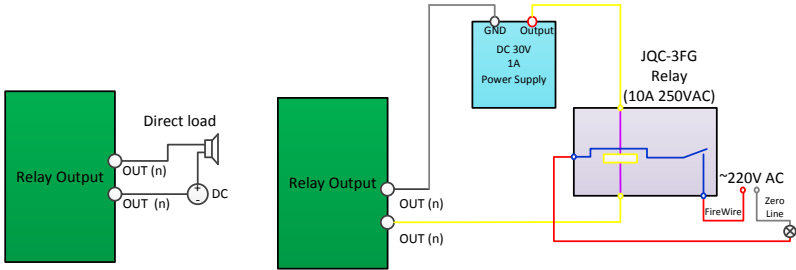 Relay Output
Direct load
OUT (n)
OUT (n)
+
-
DC
Relay Output
OUT (n)
OUT (n)
GND Output
DC 30V
1A
Power Supply
JQC-3FG
Relay
(10A 250VAC)
~220V AC
FireWire
Zero
Line